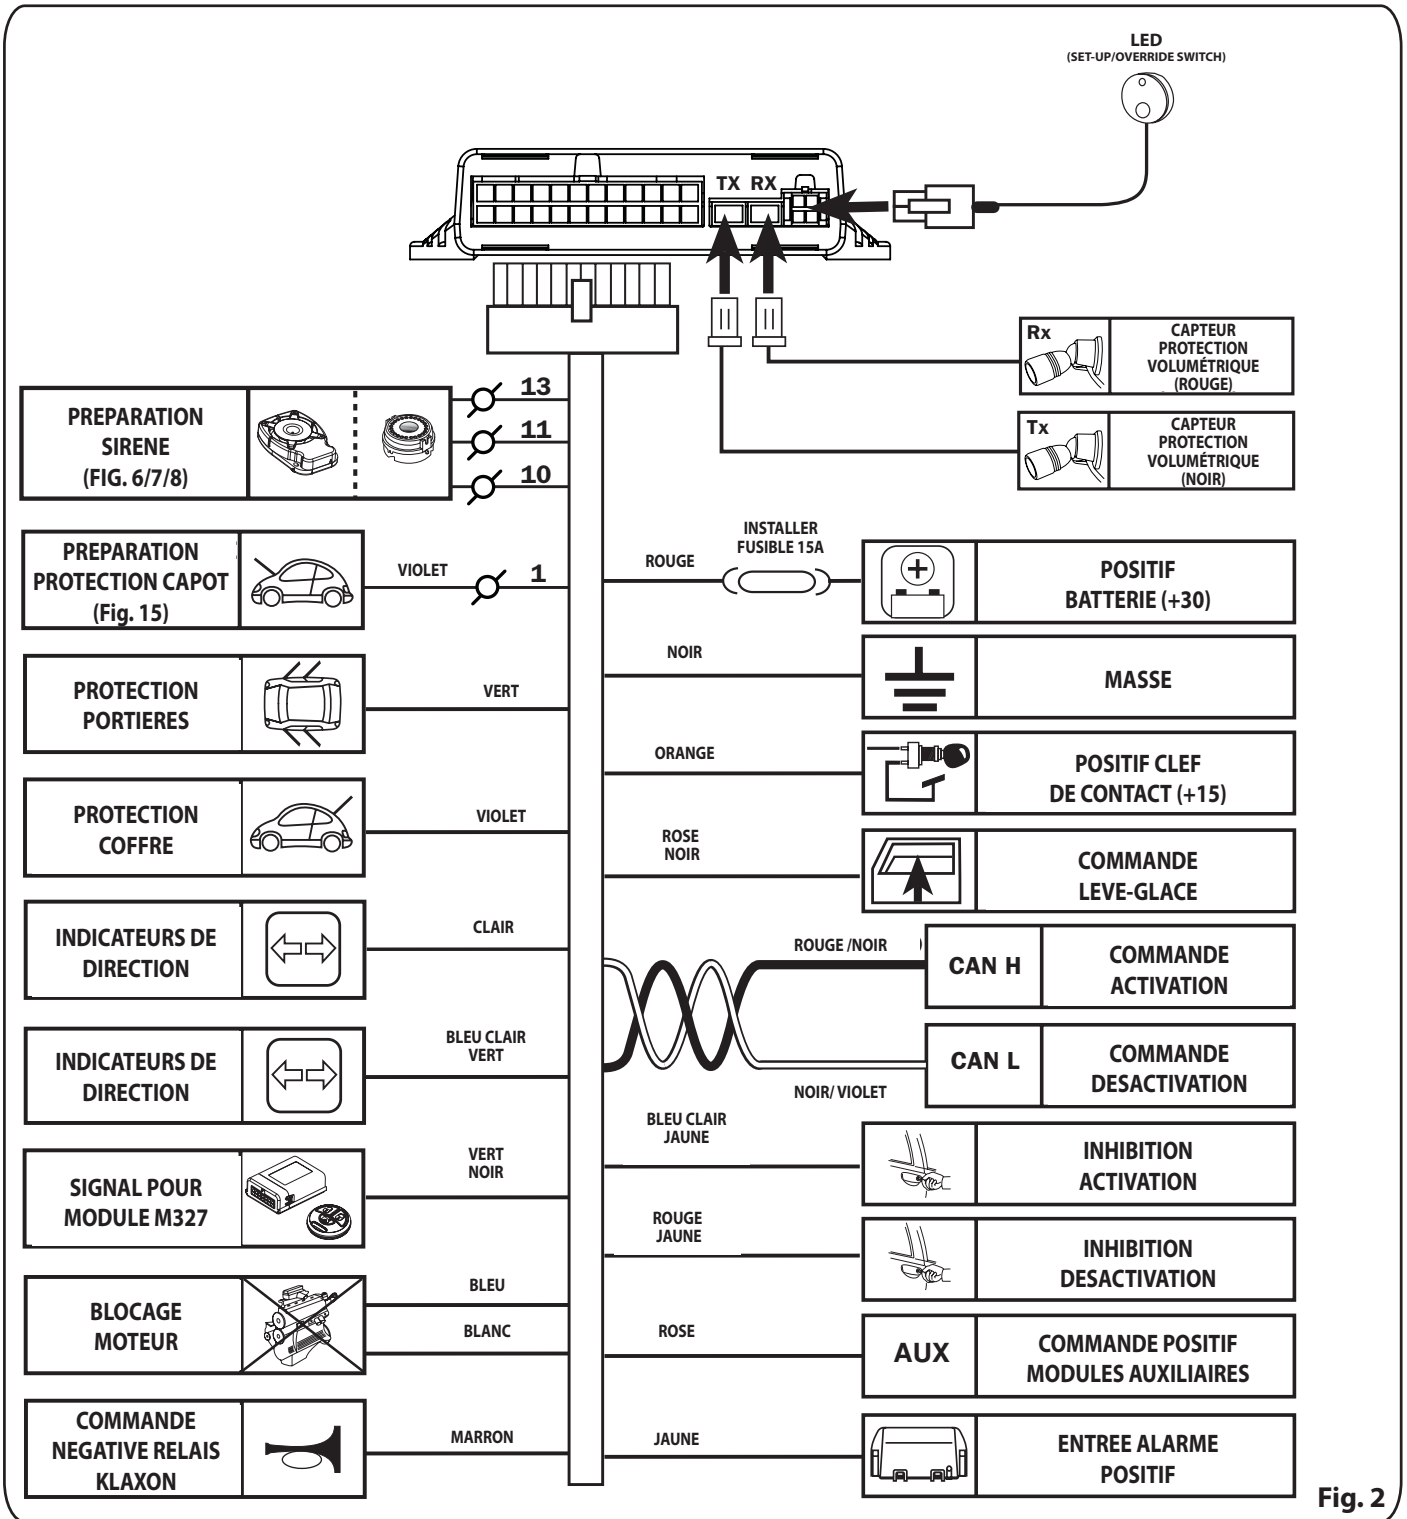 LED
(SET-UP/OVERRIDE SWITCH)
TX RX
Rx
CAPTEUR
PROTECTION
VOLUMÉTRIQUE
(ROUGE)
Tx
CAPTEUR
PROTECTION
VOLUMÉTRIQUE
(NOIR)
PREPARATION
SIRENE
(FIG. 6/7/8)
13
11
10
PREPARATION
PROTECTION CAPOT
(Fig. 15)
VIOLET
1
PROTECTION
PORTIERES
VERT
PROTECTION
COFFRE
VIOLET
INDICATEURS DE
DIRECTION
CLAIR
INDICATEURS DE
DIRECTION
BLEU CLAIR
VERT
SIGNAL POUR
MODULE M327
VERT
NOIR
BLOCAGE
MOTEUR
BLEU
BLANC
COMMANDE
NEGATIVE RELAIS
KLAXON
MARRON
ROUGE
INSTALLER
FUSIBLE 15A
POSITIF
BATTERIE (+30)
NOIR
MASSE
ORANGE
POSITIF CLEF
DE CONTACT (+15)
ROSE
NOIR
COMMANDE
LEVE-GLACE
ROUGE /NOIR
CAN H
COMMANDE
ACTIVATION
NOIR/ VIOLET
CAN L
COMMANDE
DESACTIVATION
BLEU CLAIR
JAUNE
INHIBITION
ACTIVATION
ROUGE
JAUNE
INHIBITION
DESACTIVATION
ROSE
AUX
COMMANDE POSITIF
MODULES AUXILIAIRES
JAUNE
ENTREE ALARME
POSITIF
Fig. 2